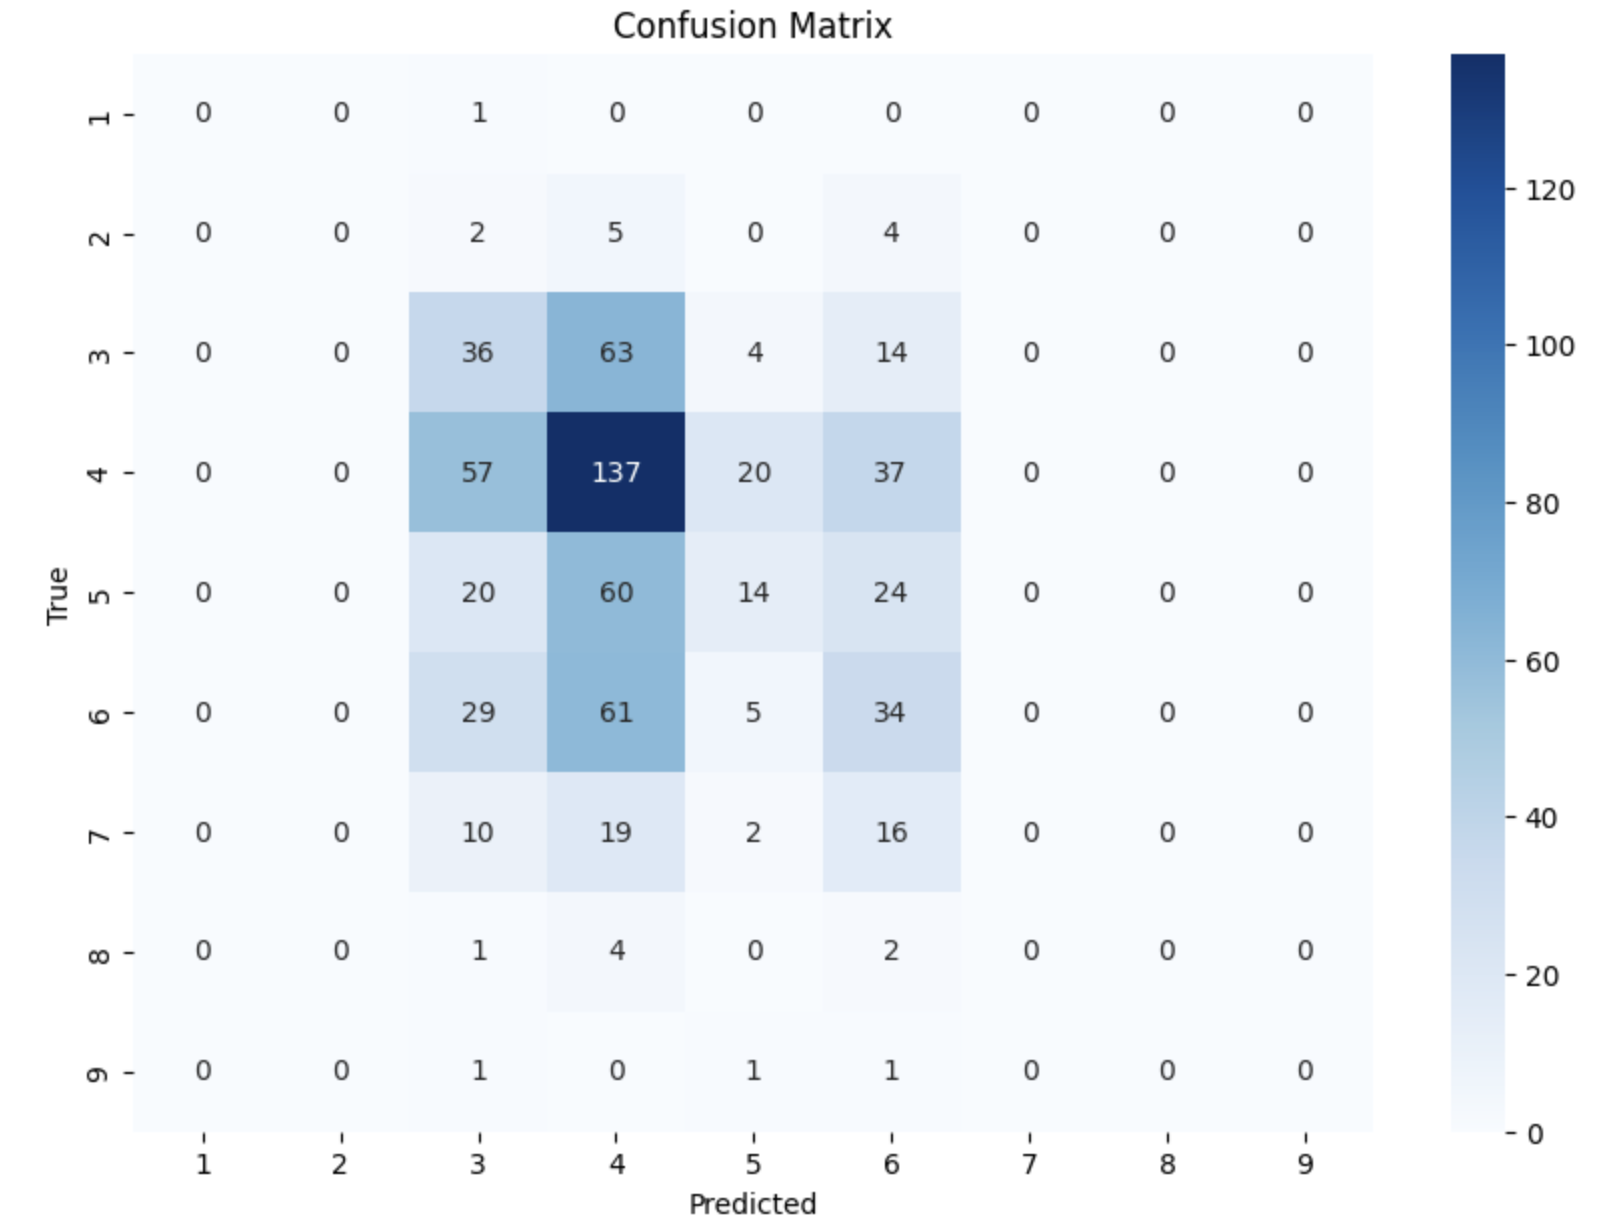 Confusion Matrix
1 0 0 1 0 0 0 0 0 0
2 0 0 2 5 0 4 0 0 0
3 0 0 36 63 4 14 0 0 0
4 0 0 57 137 20 37 0 0 0
5 0 0 20 60 14 24 0 0 0
6 0 0 29 61 5 34 0 0 0
7 0 0 10 19 2 16 0 0 0
8 0 0 1 4 0 2 0 0 0
9 0 0 1 0 1 1 0 0 0
True
1 2 3 4 5 6 7 8 9
Predicted
120
100
80
60
40
20
0